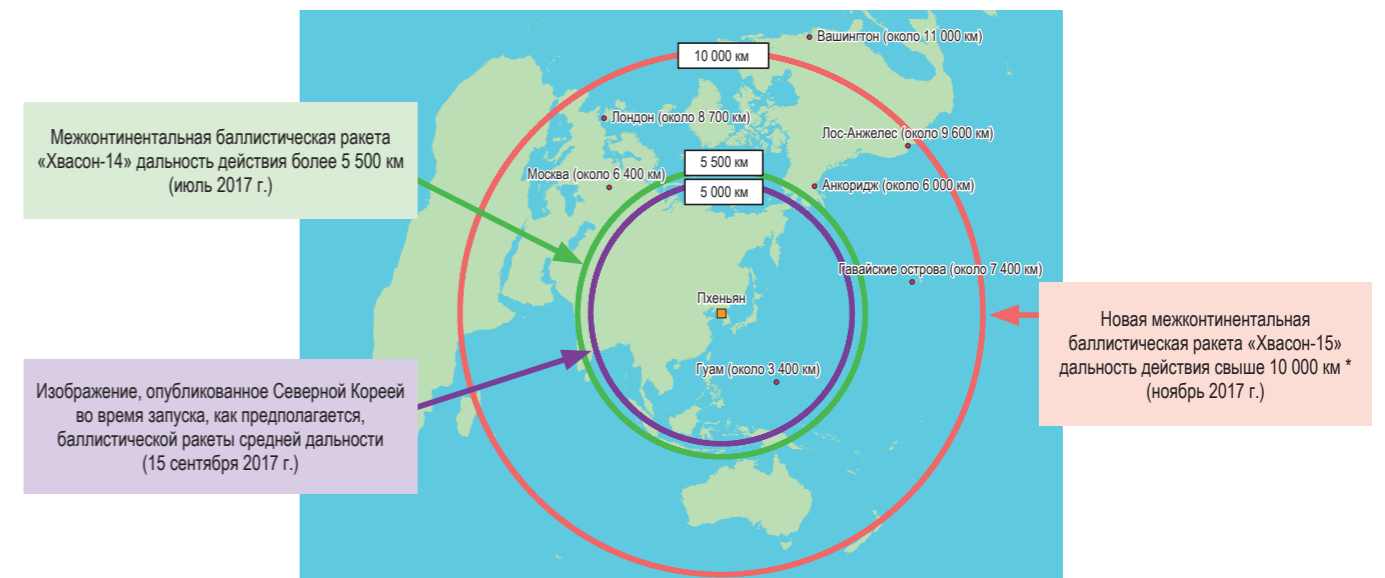 Вашингтон (около 11 000 км)
10 000 км
Межконтинентальная баллистическая ракета
«Хвасон-14» дальность действия более 5 500 км
(июль 2017 г.)
Лондон (около 8 700 км)
Лос-Анжелес (около 9 600 км)
5 500 км
Москва (около 6 400 км)
5 000 км
Анкоридж (около 6 000 км)
Гавайские острова (около 7 400 км)
Пхеньян
Новая межконтинентальная
баллистическая ракета «Хвасон-15»
дальность действия свыше 10 000 км *
(ноябрь 2017 г.)
Гуам (около 3 400 км)
Изображение, опубликованное Северной Кореей
во время запуска, как предполагается,
баллистической ракеты средней дальности
(15 сентября 2017 г.)